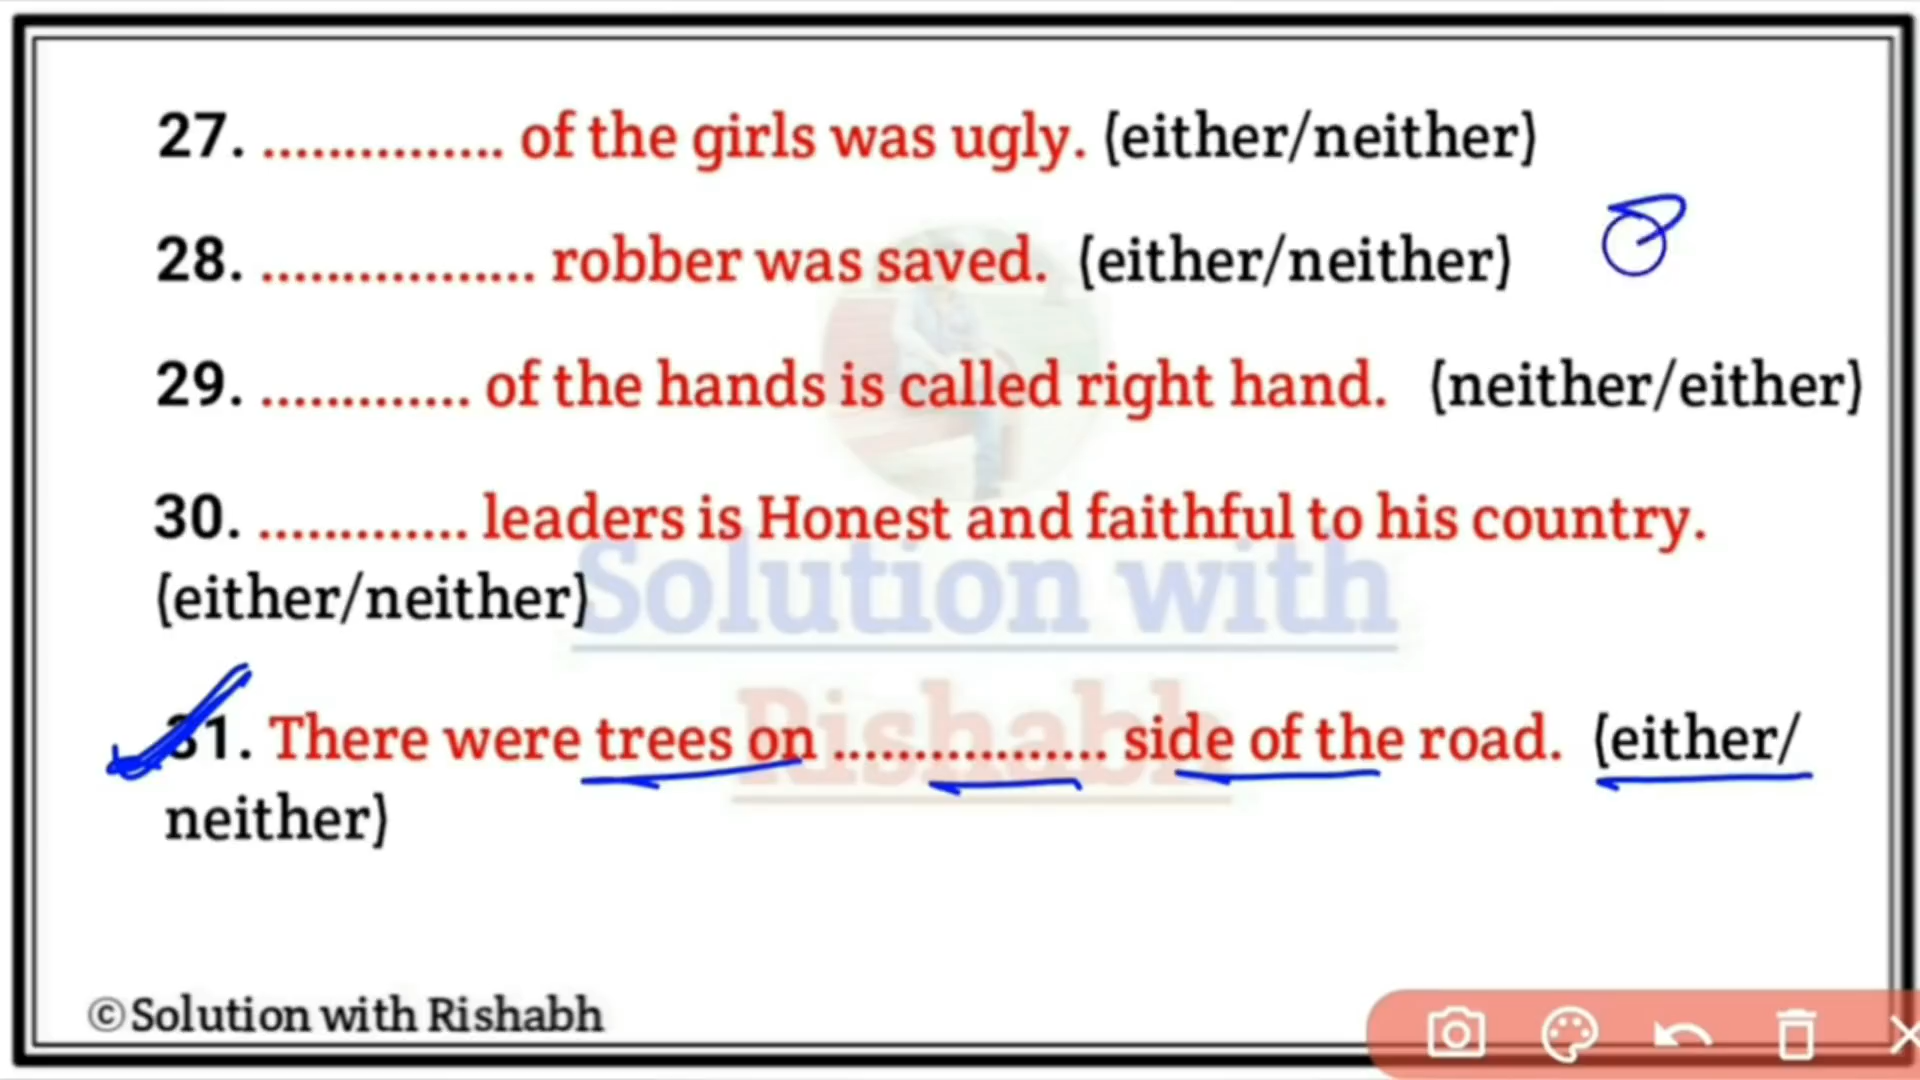 27. .............. of the girls was ugly. (either/neither)
28. ................. robber was saved. (either/neither)
29. ............. of the hands is called right hand. (neither/either)
30. ............. leaders is Honest and faithful to his country.
(either/neither)
Solution with
Rishabh
31. There were trees on ................. side of the road. (either/
neither)
©Solution with Rishabh